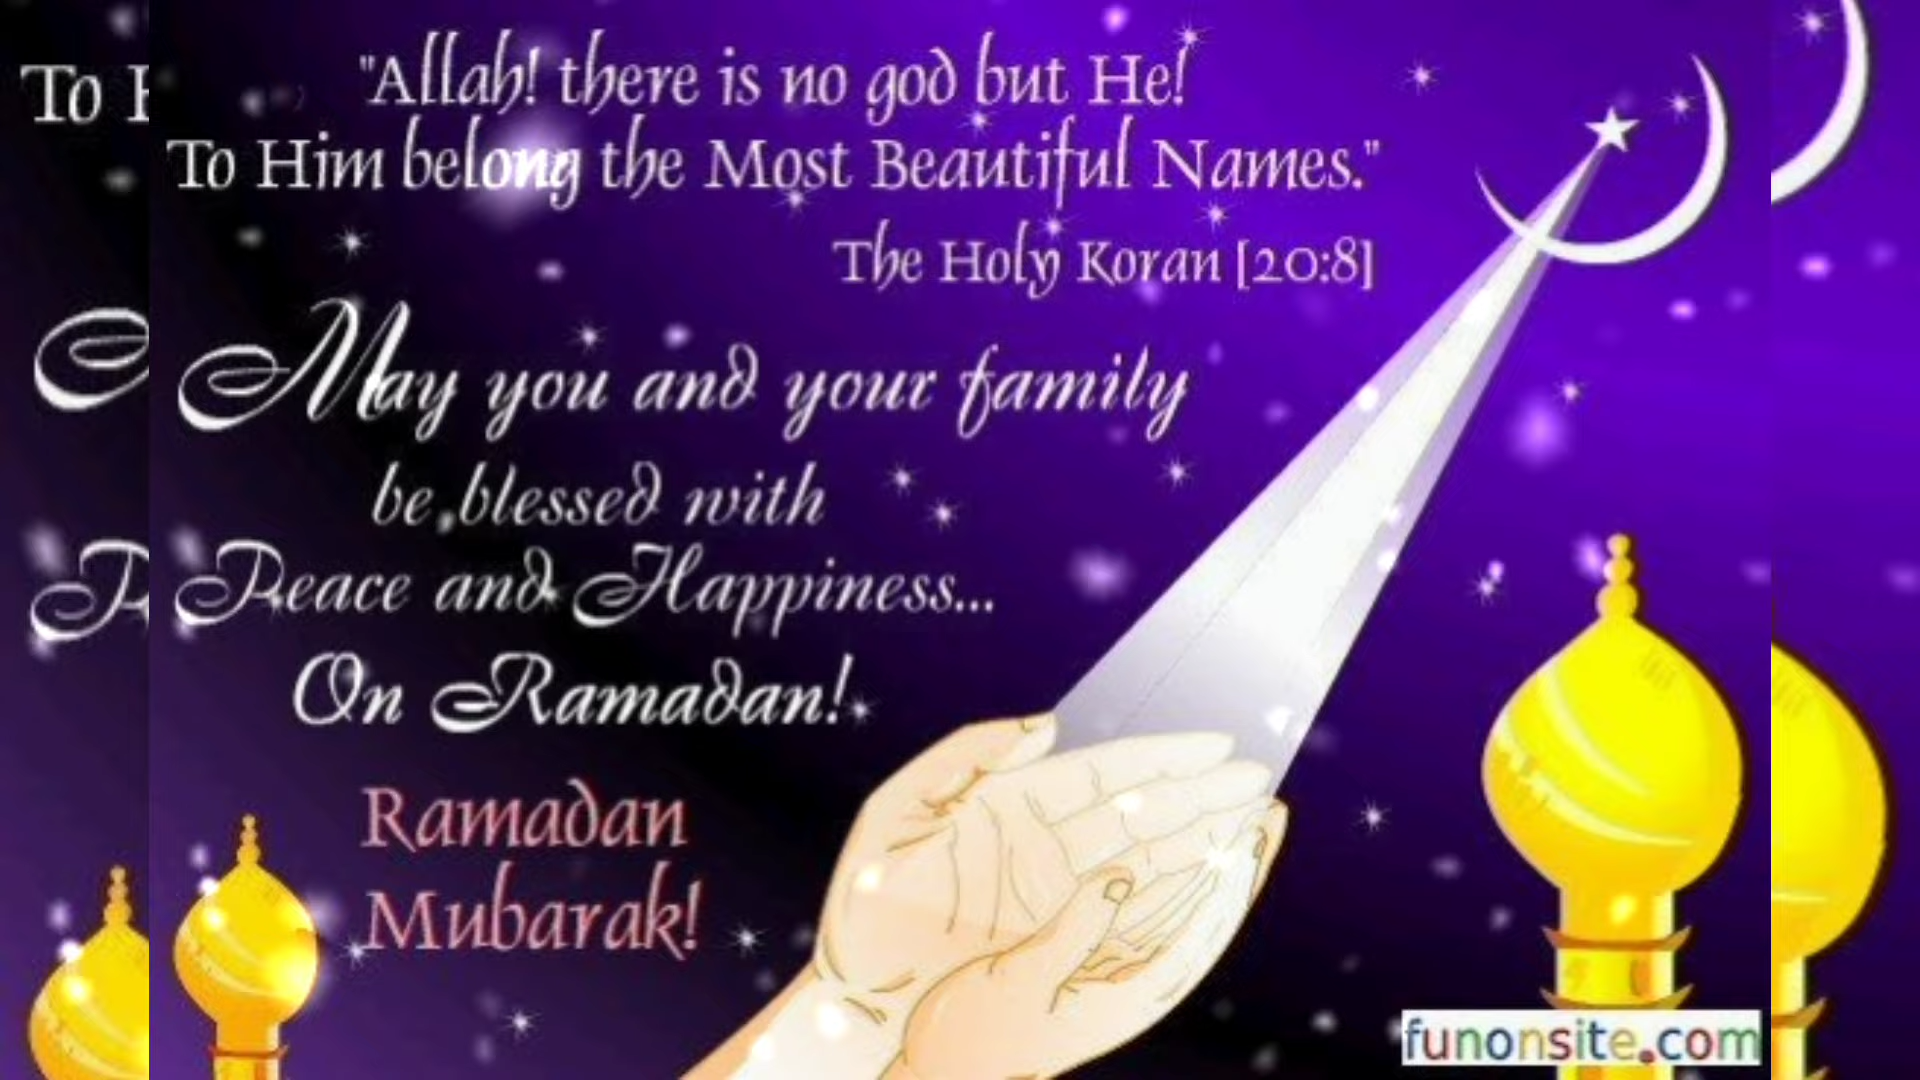 "Allah! there is no god but He!
To Him belong the Most Beautiful Names."
The Holy Koran [20:8]
May you and your family
be blessed with
Peace and Happiness...
On Ramadan!
Ramadan
Mubarak!
funonsite.com